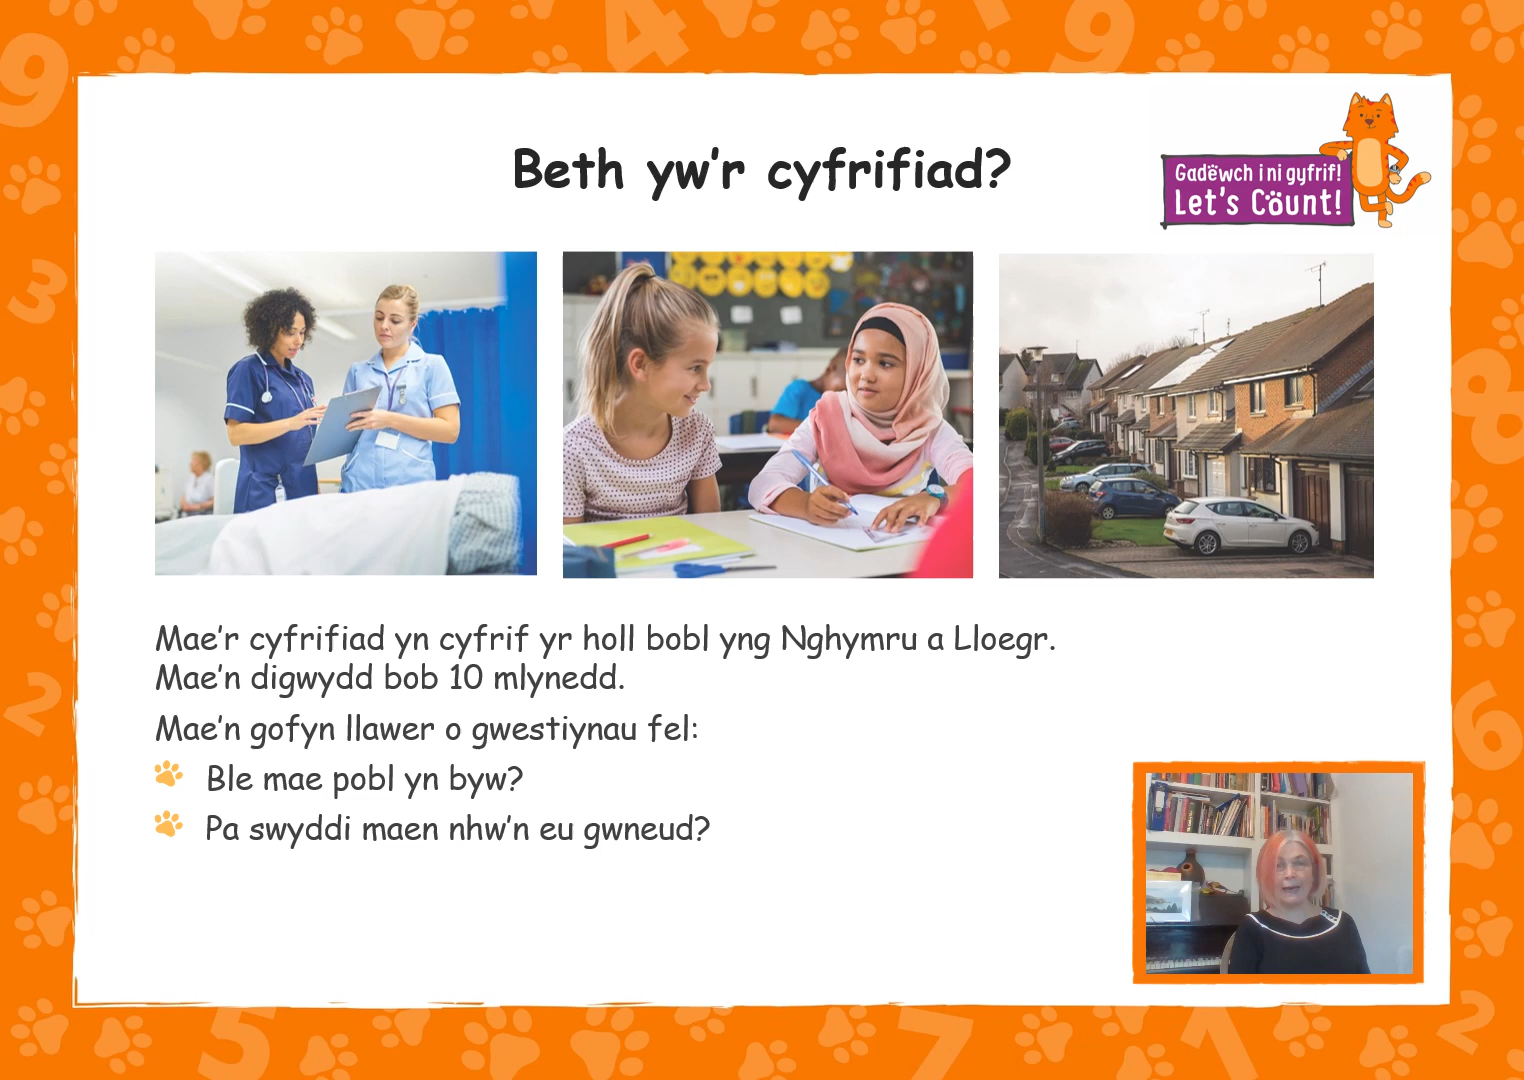 Beth yw'r cyfrifiad?
Gadëwch i ni gyfrif!
Let's Cöunt!
Mae'r cyfrifiad yn cyfrif yr holl bobl yng Nghymru a Lloegr.
Mae'n digwydd bob 10 mlynedd.
Mae'n gofyn llawer o gwestiynau fel:
Ble mae pobl yn byw?
Pa swyddi maen nhw'n eu gwneud?